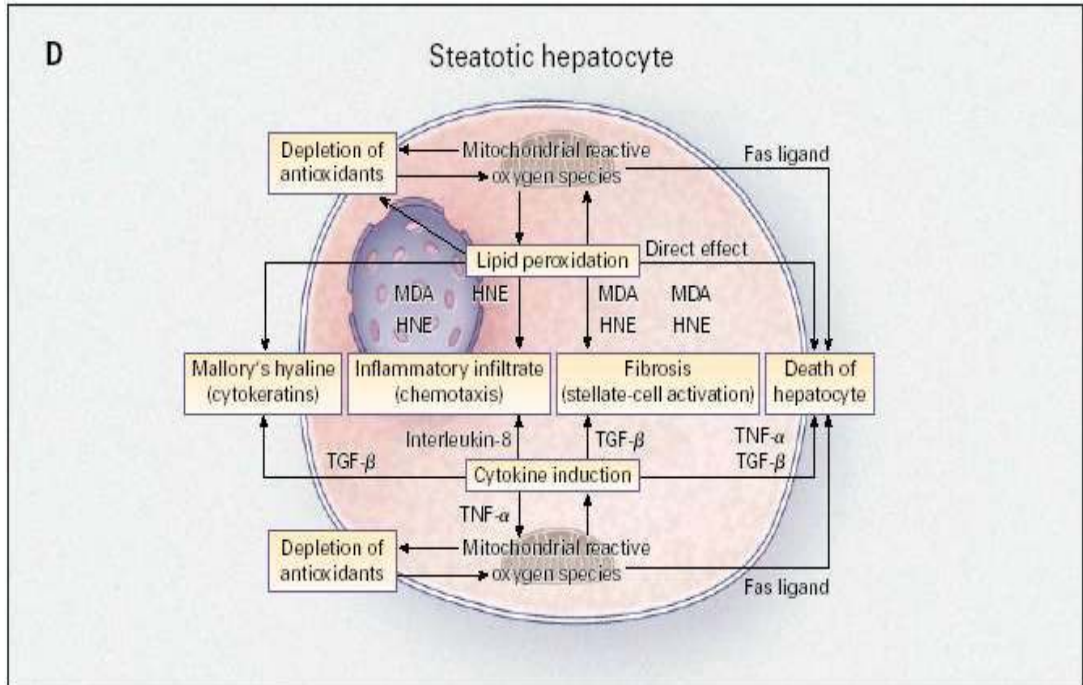 D
Steatotic hepatocyte
Depletion of
antioxidants
Mitochondrial reactive
oxygen species
Fas ligand
Lipid peroxidation
Direct effect
MDA
HNE
HNE
MDA
HNE
MDA
HNE
Mallory's hyaline
(cytokeratins)
Inflammatory infiltrate
(chemotaxis)
Fibrosis
(stellate-cell activation)
Death of
hepatocyte
Interleukin-8
TGF-β
TNF-α
TGF-β
TGF-β
Cytokine induction
TNF-α
Depletion of
antioxidants
Mitochondrial reactive
oxygen species
Fas ligand